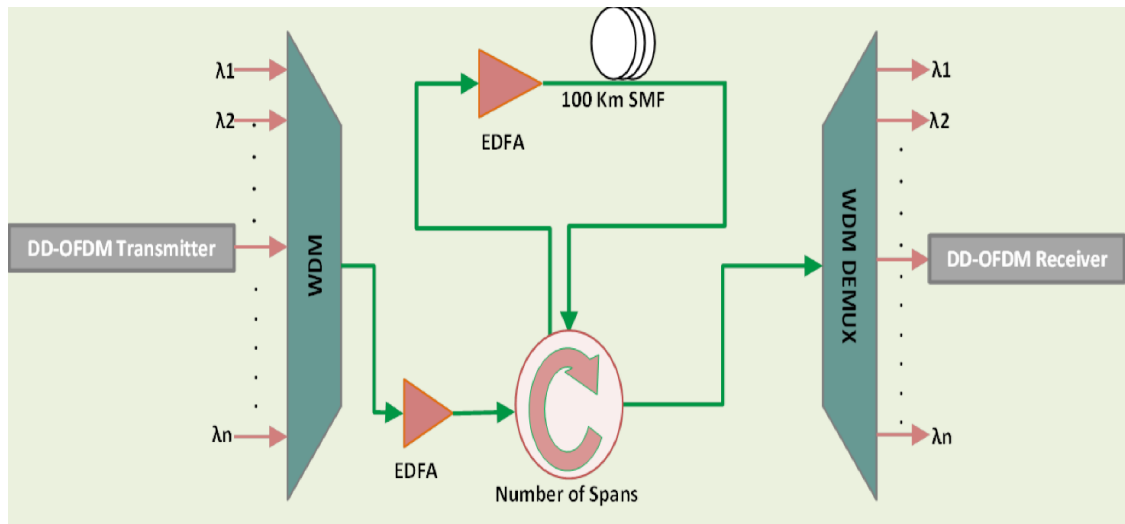 λ1
λ2
DD-OFDM Transmitter
λn
WDM
EDFA
EDFA
100 Km SMF
Number of Spans
WDM DEMUX
λ1
λ2
DD-OFDM Receiver
λn